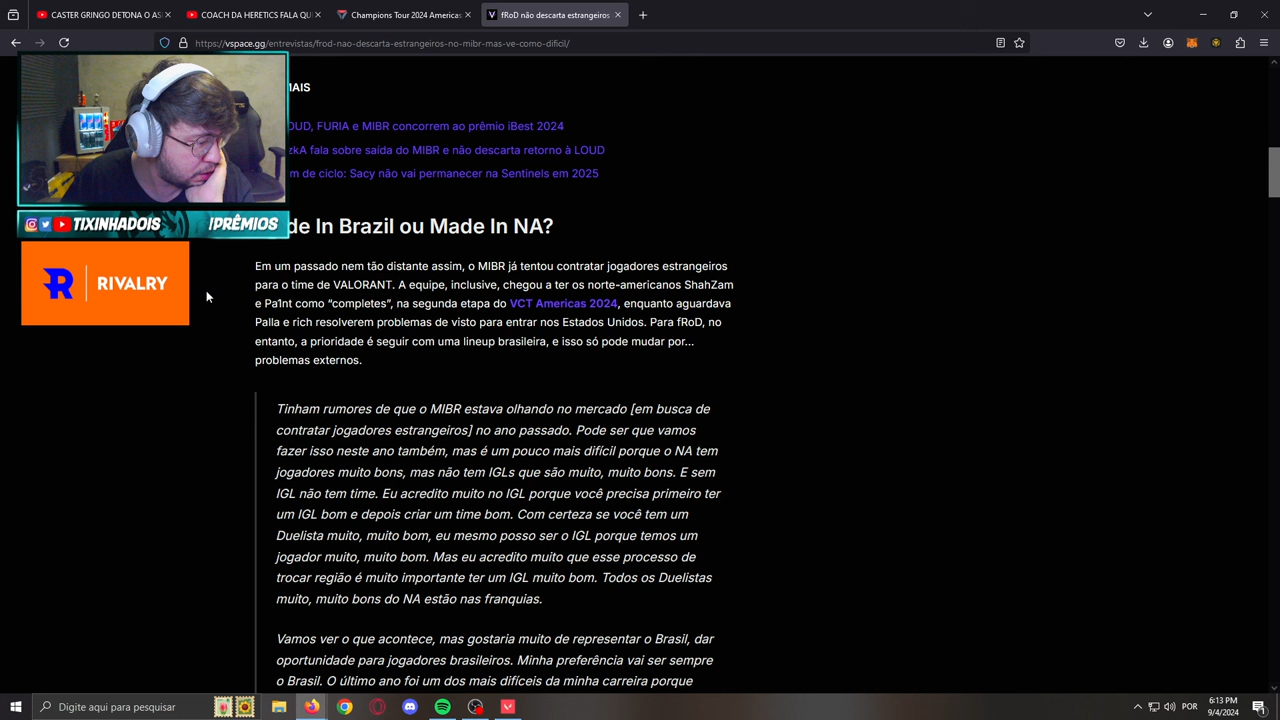 CASTER GRINGO DETONA O AS
COACH DA HERETICS FALA QU
Champions Tour 2024 Americas
fRoD não descarta estrangeiros
https://vspace.gg/entrevistas/frod-nao-descarta-estrangeiros-no-mibr-mas-ve-como-dificil/
MAIS
OUD, FURIA e MIBR concorrem ao prêmio iBest 2024
zkA fala sobre saída do MIBR e não descarta retorno à LOUD
m de ciclo: Sacy não vai permanecer na Sentinels em 2025
TIXINHADOIS
!PRÊMIOS
de In Brazil ou Made In NA?
R RIVALRY
Em um passado nem tão distante assim, o MIBR já tentou contratar jogadores estrangeiros
para o time de VALORANT. A equipe, inclusive, chegou a ter os norte-americanos ShahZam
e Pa1nt como “completes”, na segunda etapa do VCT Americas 2024, enquanto aguardava
Palla e rich resolverem problemas de visto para entrar nos Estados Unidos. Para fRoD, no
entanto, a prioridade é seguir com uma lineup brasileira, e isso só pode mudar por...
problemas externos.
Tinham rumores de que o MIBR estava olhando no mercado [em busca de
contratar jogadores estrangeiros] no ano passado. Pode ser que vamos
fazer isso neste ano também, mas é um pouco mais difícil porque o NA tem
jogadores muito bons, mas não tem IGLs que são muito, muito bons. E sem
IGL não tem time. Eu acredito muito no IGL porque você precisa primeiro ter
um IGL bom e depois criar um time bom. Com certeza se você tem um
Duelista muito, muito bom, eu mesmo posso ser o IGL porque temos um
jogador muito, muito bom. Mas eu acredito muito que esse processo de
trocar região é muito importante ter um IGL muito bom. Todos os Duelistas
muito, muito bons do NA estão nas franquias.
Vamos ver o que acontece, mas gostaria muito de representar o Brasil, dar
oportunidade para jogadores brasileiros. Minha preferência vai ser sempre
o Brasil. O último ano foi um dos mais difíceis da minha carreira porque
Digite aqui para pesquisar
POR
6:13 PM
9/4/2024